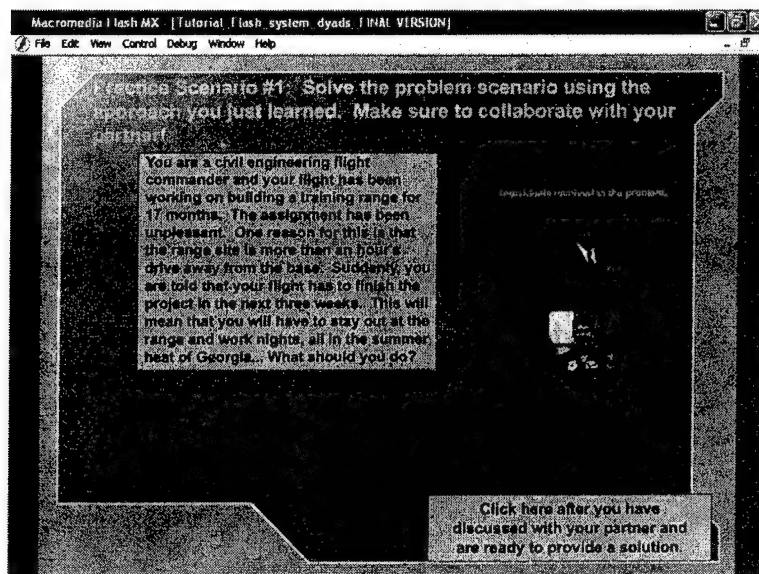 Macromedia Flash MX - [Tutorial_Flash_system_dyads_FINAL VERSION]
File Edit View Control Debug Window Help
Practice Scenario #1: Solve the problem scenario using the
approach you just learned. Make sure to collaborate with your
partner!
You are a civil engineering flight
commander and your flight has been
working on building a training range for
17 months. The assignment has been
unpleasant. One reason for this is that
the range site is more than an hour's
drive away from the base. Suddenly, you
are told that your flight has to finish the
project in the next three weeks. This will
mean that you will have to stay out at the
range and work nights, all in the summer
heat of Georgia... What should you do?
involved in the problem.
Click here after you have
discussed with your partner and
are ready to provide a solution.